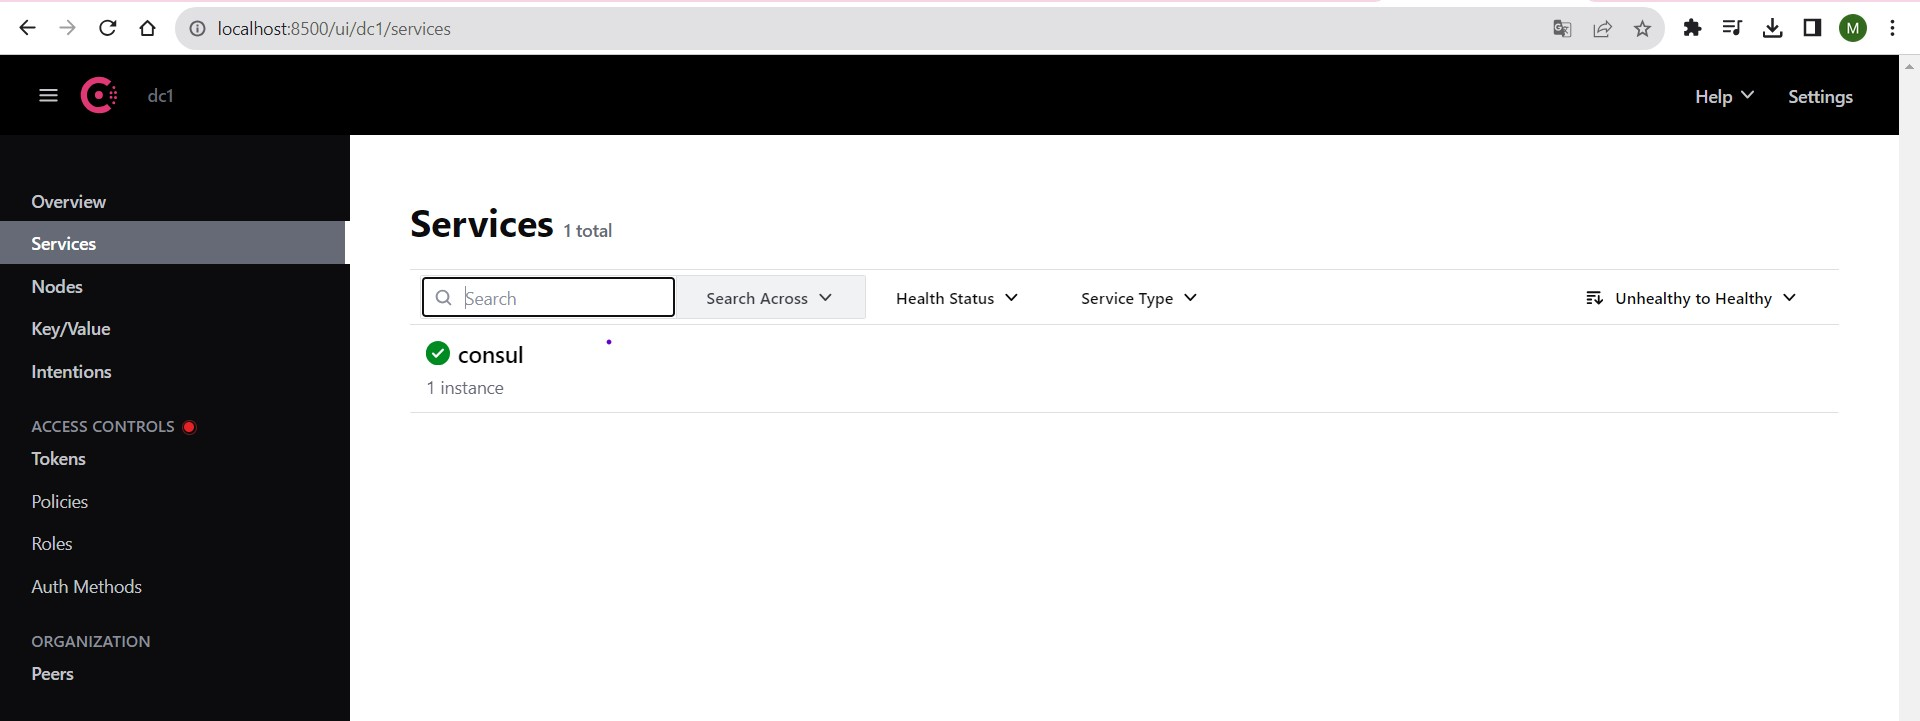 localhost:8500/ui/dc1/services
M
dc1
Help
Settings
Overview
Services
Nodes
Key/Value
Intentions
ACCESS CONTROLS
Tokens
Policies
Roles
Auth Methods
ORGANIZATION
Peers
Services 1 total
Search
Search Across
Health Status
Service Type
Unhealthy to Healthy
consul
1 instance